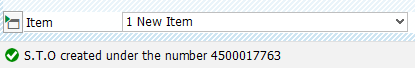 Item 1 New Item
S.T.O created under the number 4500017763